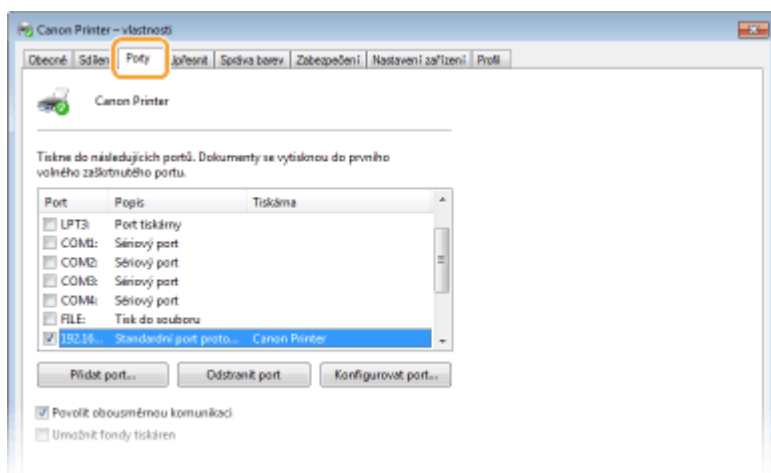 Canon Printer – vlastnosti
Obecné Sdílen Porty Upřesnit Správa barev Zabezpečení Nastavení zařízení Profil
Canon Printer
Tiskne do následujících portů. Dokumenty se vytisknou do prvního
volného zaškrtnutého portu.
Port Popis Tiskárna
LPT3: Port tiskárny
COM1: Sériový port
COM2: Sériový port
COM3: Sériový port
COM4: Sériový port
FILE: Tisk do souboru
192.16... Standardní port proto... Canon Printer
Přidat port... Odstranit port Konfigurovat port...
Povolit obousměrnou komunikaci
Umožnit fondy tiskáren